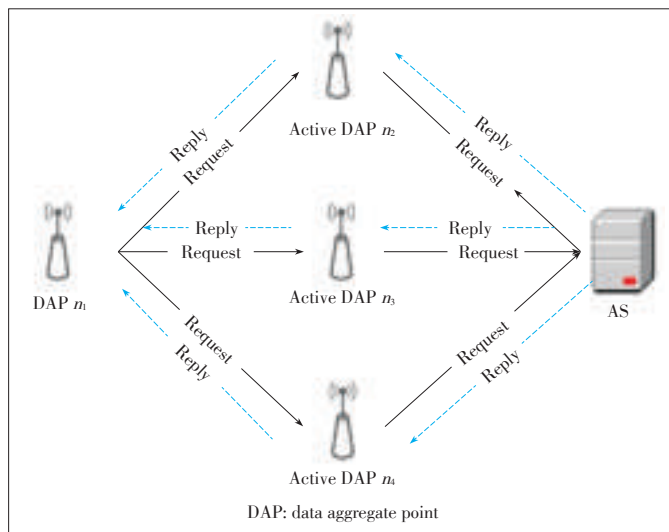 Active DAP n2
Reply
Request
Reply
Request
Reply
Request
Reply
Request
DAP n1
Active DAP n3
AS
Request
Reply
Request
Reply
Active DAP n4
DAP: data aggregate point